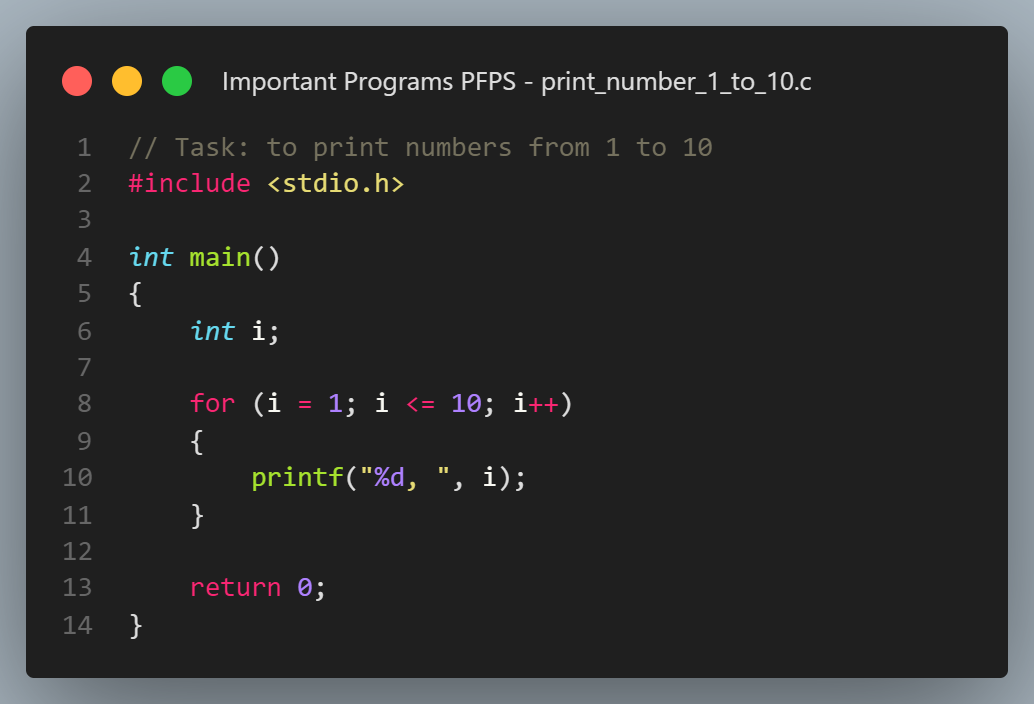 Important Programs PFPS - print_number_1_to_10.c
1 // Task: to print numbers from 1 to 10
2 #include <stdio.h>
3
4 int main()
5 {
6     int i;
7
8     for (i = 1; i <= 10; i++)
9     {
10         printf("%d, ", i);
11     }
12
13     return 0;
14 }